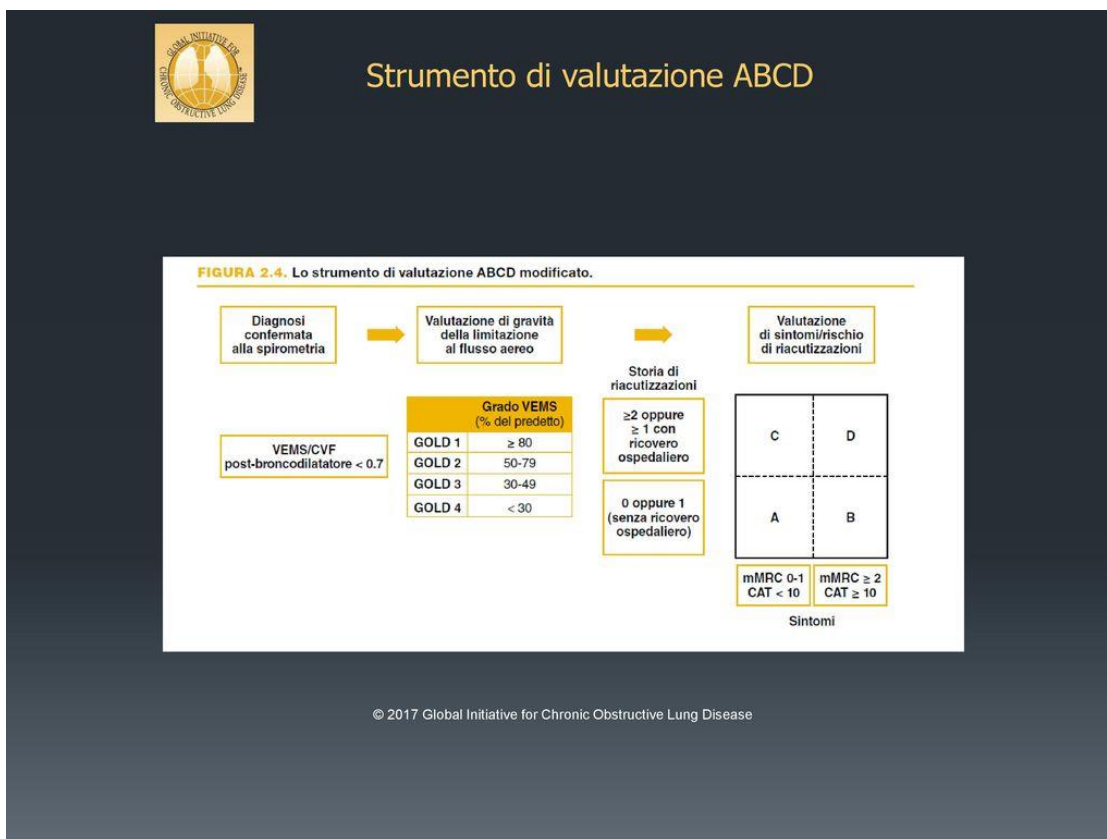 GLOBAL INITIATIVE FOR
CHRONIC OBSTRUCTIVE LUNG DISEASE
Strumento di valutazione ABCD
FIGURA 2.4. Lo strumento di valutazione ABCD modificato.
Diagnosi
confermata
alla spirometria
Valutazione di gravità
della limitazione
al flusso aereo
Valutazione
di sintomi/rischio
di riacutizzazioni
VEMS/CVF
post-broncodilatatore < 0.7
Grado VEMS
(% del predetto)
GOLD 1 ≥ 80
GOLD 2 50-79
GOLD 3 30-49
GOLD 4 < 30
Storia di
riacutizzazioni
≥2 oppure
≥ 1 con
ricovero
ospedaliero
0 oppure 1
(senza ricovero
ospedaliero)
C D
A B
mMRC 0-1
CAT < 10
mMRC ≥ 2
CAT ≥ 10
Sintomi
© 2017 Global Initiative for Chronic Obstructive Lung Disease